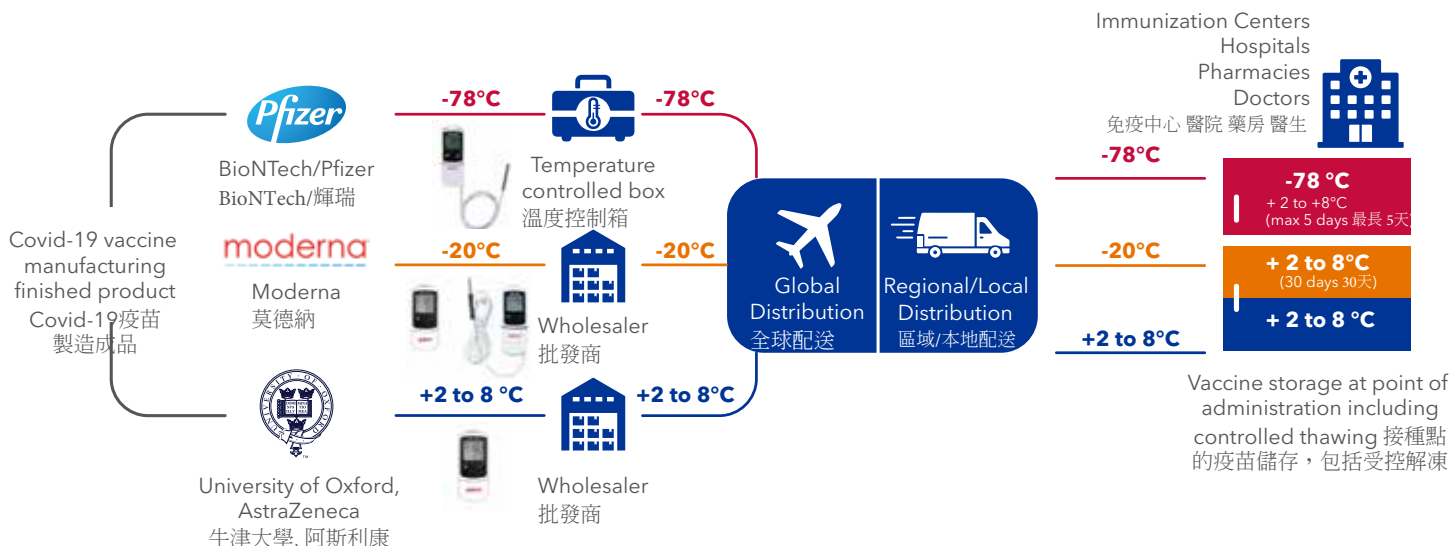 Covid-19 vaccine
manufacturing
finished product
Covid-19疫苗
製造成品
Pfizer
BioNTech/Pfizer
BioNTech/輝瑞
moderna
Moderna
莫德納
UNIVERSITY OF OXFORD
TM
University of Oxford,
AstraZeneca
牛津大學, 阿斯利康
-78°C
-78°C
Temperature
controlled box
溫度控制箱
-20°C
-20°C
Wholesaler
批發商
+2 to 8 °C
+2 to 8°C
Wholesaler
批發商
Global
Distribution
全球配送
Regional/Local
Distribution
區域/本地配送
Immunization Centers
Hospitals
Pharmacies
Doctors
免疫中心 醫院 藥房 醫生
-78°C
-20°C
+2 to 8°C
-78 °C
+ 2 to +8°C
(max 5 days 最長 5天
+ 2 to 8°C
(30 days 30天)
+ 2 to 8 °C
Vaccine storage at point of
administration including
controlled thawing 接種點
的疫苗儲存，包括受控解凍